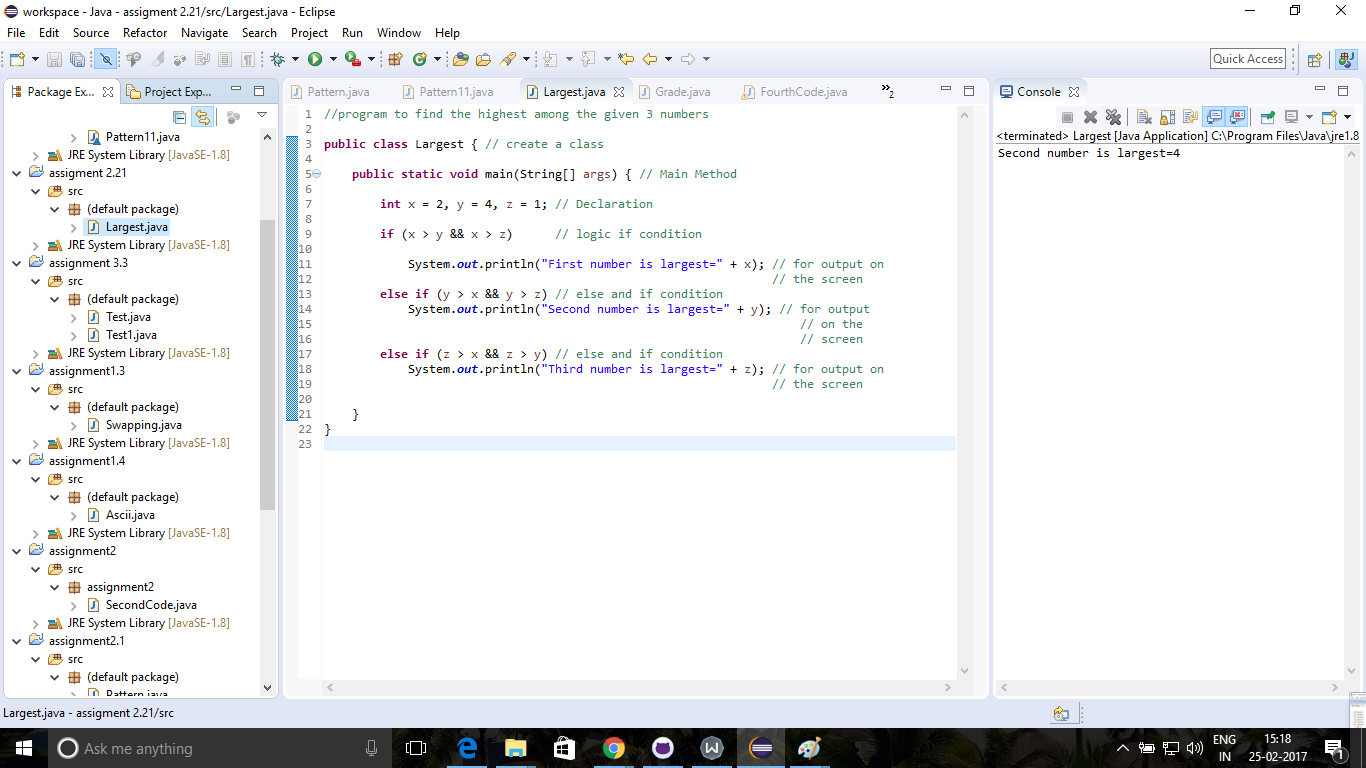 workspace - Java - assigment 2.21/src/Largest.java - Eclipse
File Edit Source Refactor Navigate Search Project Run Window Help
Quick Access
Package Ex... Project Exp...
Pattern11.java
JRE System Library [JavaSE-1.8]
assigment 2.21
src
(default package)
Largest.java
JRE System Library [JavaSE-1.8]
assignment 3.3
src
(default package)
Test.java
Test1.java
JRE System Library [JavaSE-1.8]
assignment1.3
src
(default package)
Swapping.java
JRE System Library [JavaSE-1.8]
assignment1.4
src
(default package)
Ascii.java
JRE System Library [JavaSE-1.8]
assignment2
src
assignment2
SecondCode.java
JRE System Library [JavaSE-1.8]
assignment2.1
src
(default package)
Pattern.java
Pattern.java Pattern11.java Largest.java Grade.java FourthCode.java »2
1 //program to find the highest among the given 3 numbers
2
3 public class Largest { // create a class
4
5 public static void main(String[] args) { // Main Method
6
7 int x = 2, y = 4, z = 1; // Declaration
8
9 if (x > y && x > z) // logic if condition
10
11 System.out.println("First number is largest=" + x); // for output on
12 // the screen
13 else if (y > x && y > z) // else and if condition
14 System.out.println("Second number is largest=" + y); // for output
15 // on the
16 // screen
17 else if (z > x && z > y) // else and if condition
18 System.out.println("Third number is largest=" + z); // for output on
19 // the screen
20
21 }
22 }
23
Console
<terminated> Largest [Java Application] C:\Program Files\Java\jre1.8
Second number is largest=4
Largest.java - assigment 2.21/src
Ask me anything
ENG
IN
15:18
25-02-2017
1